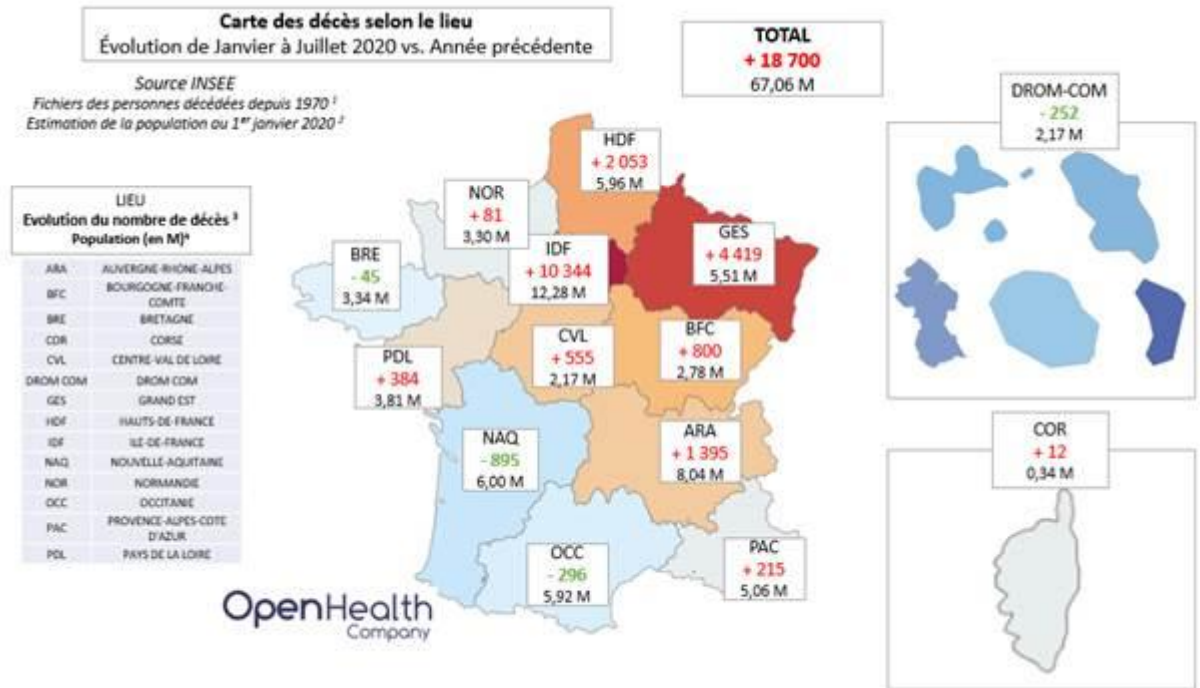 Carte des décès selon le lieu
Évolution de Janvier à Juillet 2020 vs. Année précédente
Source INSEE
Fichiers des personnes décédées depuis 1970 ¹
Estimation de la population au 1er janvier 2020 ²
TOTAL
+ 18 700
67,06 M
DROM-COM
- 252
2,17 M
HDF
+ 2 053
5,96 M
NOR
+ 81
3,30 M
GES
+ 4 419
5,51 M
IDF
+ 10 344
12,28 M
BRE
- 45
3,34 M
LIEU
Evolution du nombre de décès ³
Population (en M)⁴
ARA AUVERGNE-RHONE-ALPES
BFC BOURGOGNE-FRANCHE-
COMTE
BRE BRETAGNE
COR CORSE
CVL CENTRE-VAL DE LOIRE
DROM COM DROM COM
GES GRAND EST
HDF HAUTS-DE-FRANCE
IDF ILE-DE-FRANCE
NAQ NOUVELLE-AQUITAINE
NOR NORMANDIE
OCC OCCITANIE
PAC PROVENCE-ALPES-COTE
D'AZUR
PDL PAYS DE LA LOIRE
CVL
+ 555
2,17 M
BFC
+ 800
2,78 M
PDL
+ 384
3,81 M
NAQ
- 895
6,00 M
ARA
+ 1 395
8,04 M
COR
+ 12
0,34 M
OCC
- 296
5,92 M
PAC
+ 215
5,06 M
OpenHealth
Company